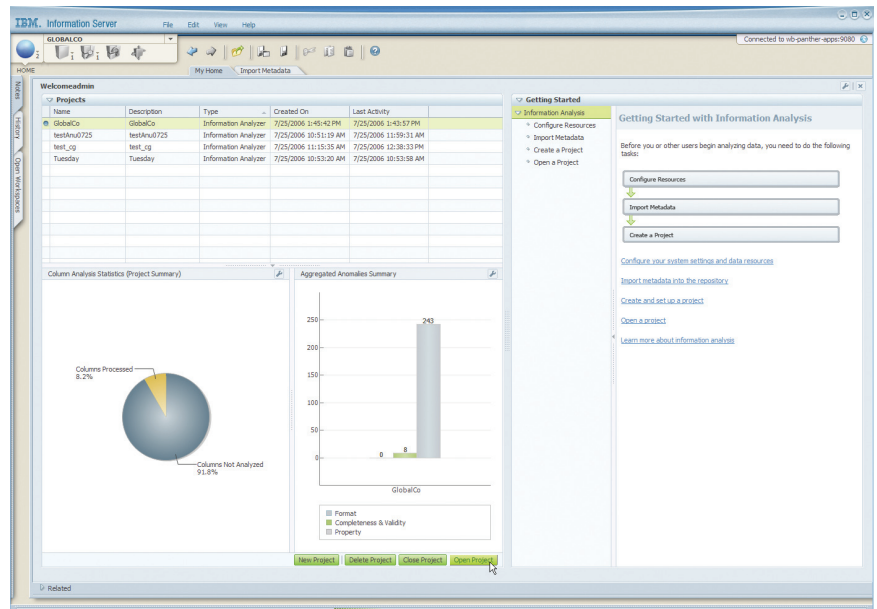 IBM. Information Server File Edit View Help
GLOBALCO
Connected to wb-panther-apps:9080
HOME My Home Import Metadata
Notes
History
Open Workspaces
Welcomeadmin
Projects
Name Description Type Created On Last Activity
GlobalCo GlobalCo Information Analyzer 7/25/2006 1:45:42 PM 7/25/2006 1:43:57 PM
testAnu0725 testAnu0725 Information Analyzer 7/25/2006 10:51:19 AM 7/25/2006 11:59:31 AM
test_cg test_cg Information Analyzer 7/25/2006 11:15:35 AM 7/25/2006 12:38:33 PM
Tuesday Tuesday Information Analyzer 7/25/2006 10:53:20 AM 7/25/2006 10:53:58 AM
Column Analysis Statistics (Project Summary)
Columns Processed
8.2%
Columns Not Analyzed
91.8%
Aggregated Anomalies Summary
250
200
150
100
50
0
243
0
8
GlobalCo
Format
Completeness & Validity
Property
New Project Delete Project Close Project Open Project
Getting Started
Information Analysis
Configure Resources
Import Metadata
Create a Project
Open a Project
Getting Started with Information Analysis
Before you or other users begin analyzing data, you need to do the following
tasks:
Configure Resources
Import Metadata
Create a Project
Configure your system settings and data resources
Import metadata into the repository
Create and set up a project
Open a project
Learn more about information analysis
Related